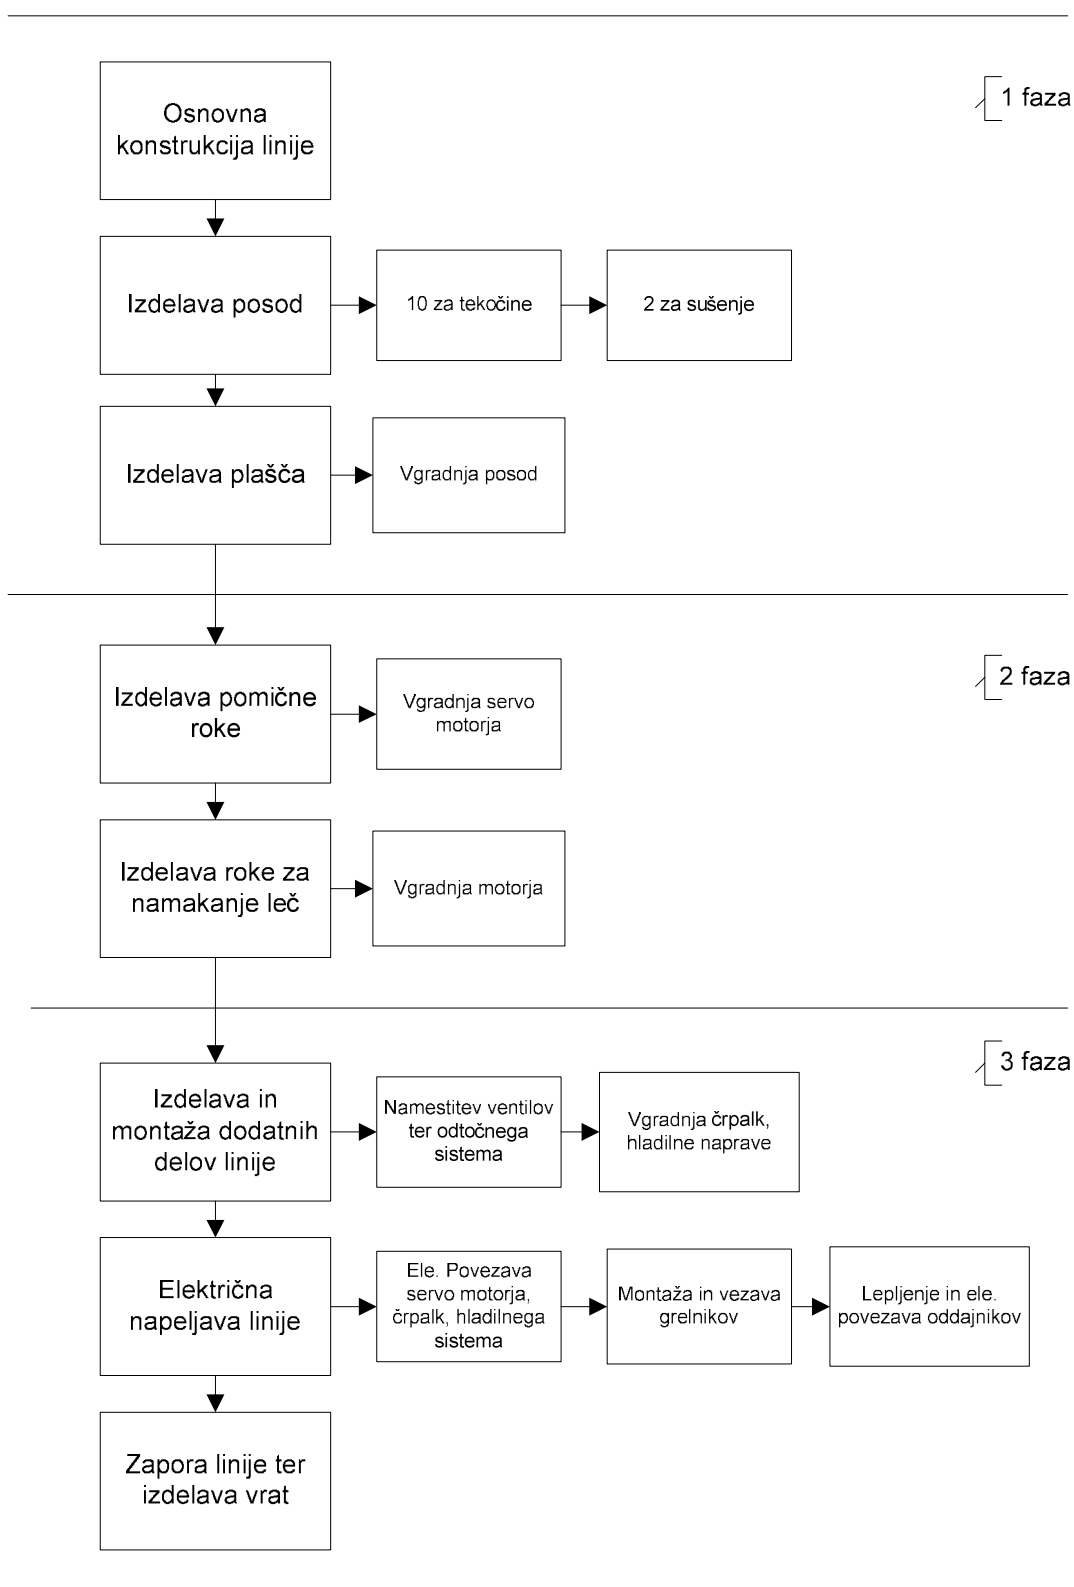 1 faza
Osnovna
konstrukcija linije
Izdelava posod
10 za tekočine
2 za sušenje
Izdelava plašča
Vgradnja posod
2 faza
Izdelava pomične
roke
Vgradnja servo
motorja
Izdelava roke za
namakanje leč
Vgradnja motorja
3 faza
Izdelava in
montaža dodatnih
delov linije
Namestitev ventilov
ter odtočnega
sistema
Vgradnja črpalk,
hladilne naprave
Električna
napeljava linije
Ele. Povezava
servo motorja,
črpalk, hladilnega
sistema
Montaža in vezava
grelnikov
Lepljenje in ele.
povezava oddajnikov
Zapora linije ter
izdelava vrat